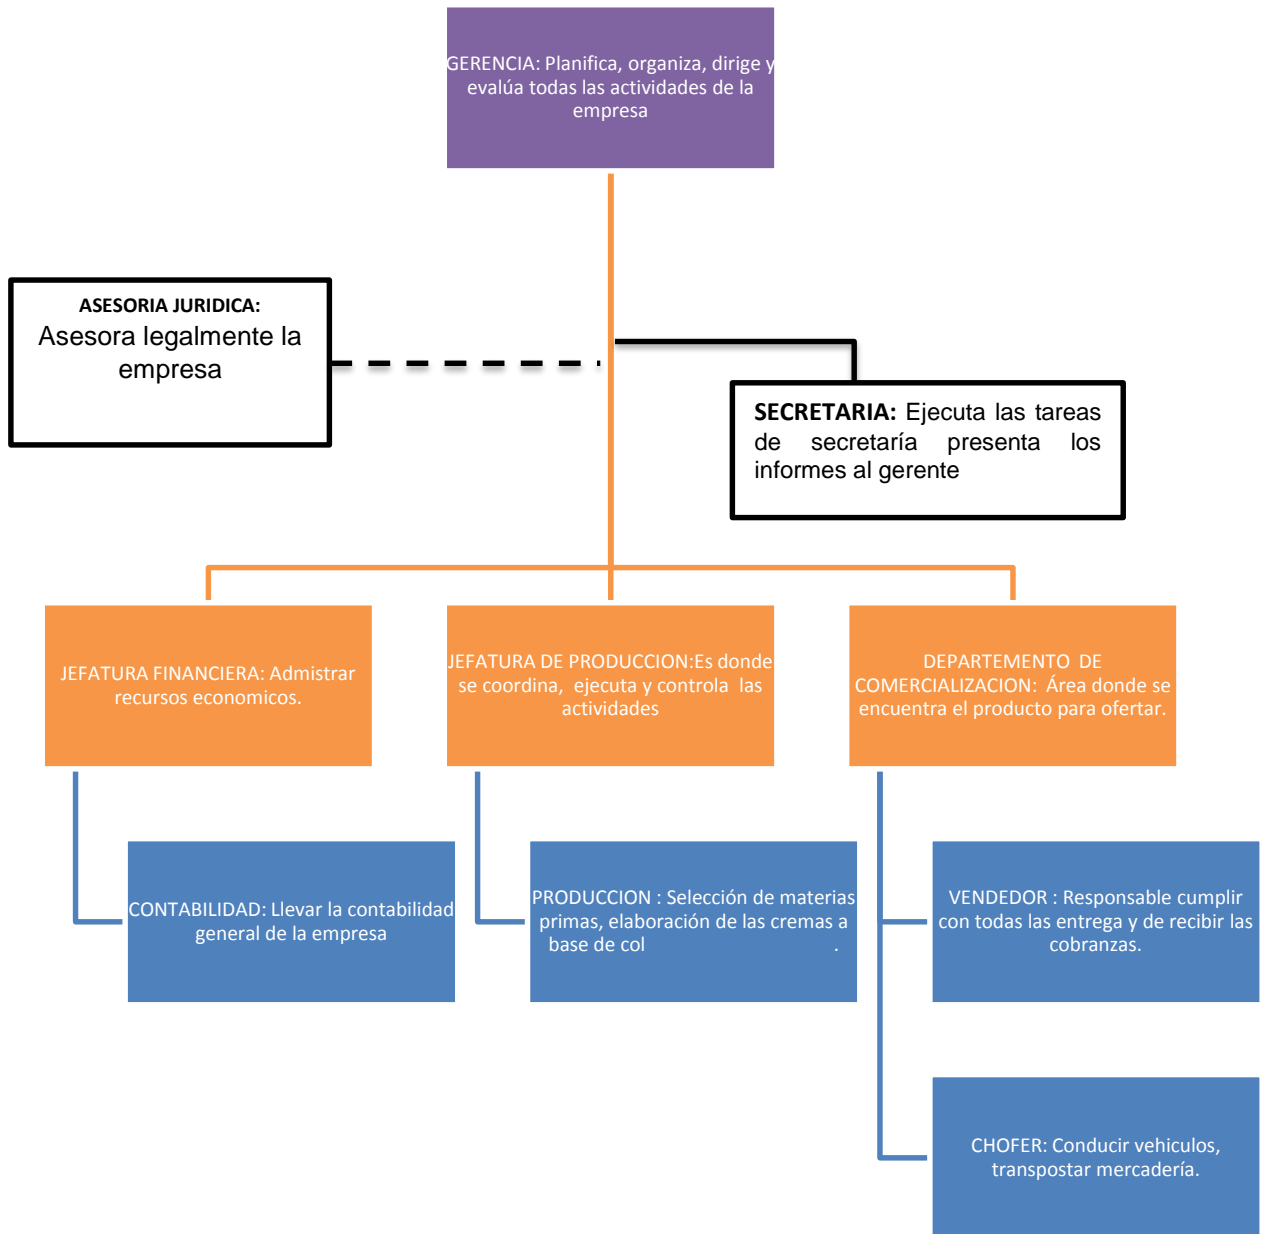 GERENCIA: Planifica, organiza, dirige y
evalúa todas las actividades de la
empresa
ASESORIA JURIDICA:
Asesora legalmente la
empresa
SECRETARIA: Ejecuta las tareas
de secretaría presenta los
informes al gerente
JEFATURA FINANCIERA: Admistrar
recursos economicos.
JEFATURA DE PRODUCCION:Es donde
se coordina, ejecuta y controla las
actividades
DEPARTEMENTO DE
COMERCIALIZACION: Área donde se
encuentra el producto para ofertar.
CONTABILIDAD: Llevar la contabilidad
general de la empresa
PRODUCCION : Selección de materias
primas, elaboración de las cremas a
base de col .
VENDEDOR : Responsable cumplir
con todas las entrega y de recibir las
cobranzas.
CHOFER: Conducir vehiculos,
transpostar mercadería.